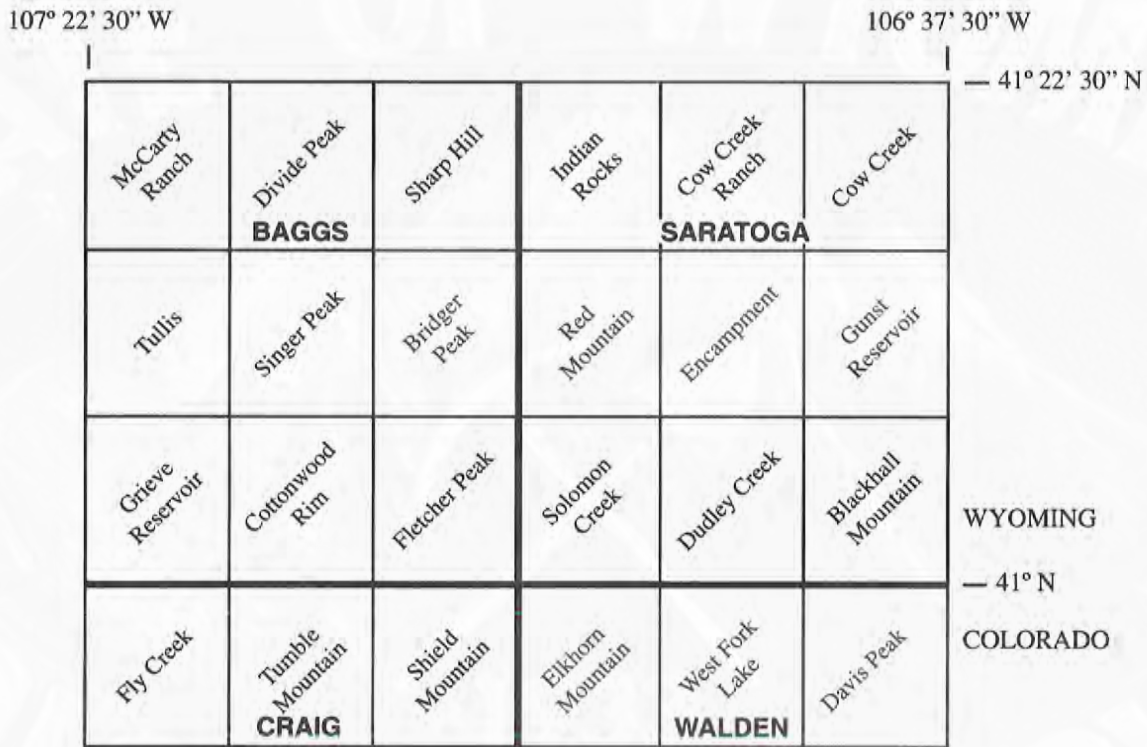 107° 22' 30” W
106° 37' 30” W
— 41° 22' 30” N
McCarty
Ranch
Divide Peak
Sharp Hill
Indian
Rocks
Cow Creek
Ranch
Cow Creek
BAGGS
SARATOGA
Tullis
Singer Peak
Bridger
Peak
Red
Mountain
Encampment
Gunst
Reservoir
Grieve
Reservoir
Cottonwood
Rim
Fletcher Peak
Solomon
Creek
Dudley Creek
Blackhall
Mountain
WYOMING
— 41° N
COLORADO
Fly Creek
Tumble
Mountain
Shield
Mountain
Elkhorn
Mountain
West Fork
Lake
Davis Peak
CRAIG
WALDEN